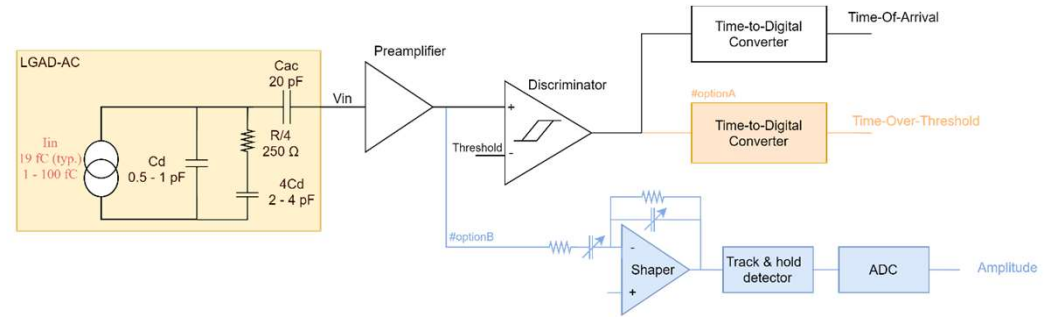 LGAD-AC
Cac
20 pF
Iin
19 fC (typ.)
1 - 100 fC
Cd
0.5 - 1 pF
R/4
250 Ω
4Cd
2 - 4 pF
Vin
Preamplifier
Discriminator
+
Threshold
-
Time-to-Digital
Converter
Time-Of-Arrival
#optionA
Time-to-Digital
Converter
Time-Over-Threshold
#optionB
-
Shaper
+
Track & hold
detector
ADC
Amplitude